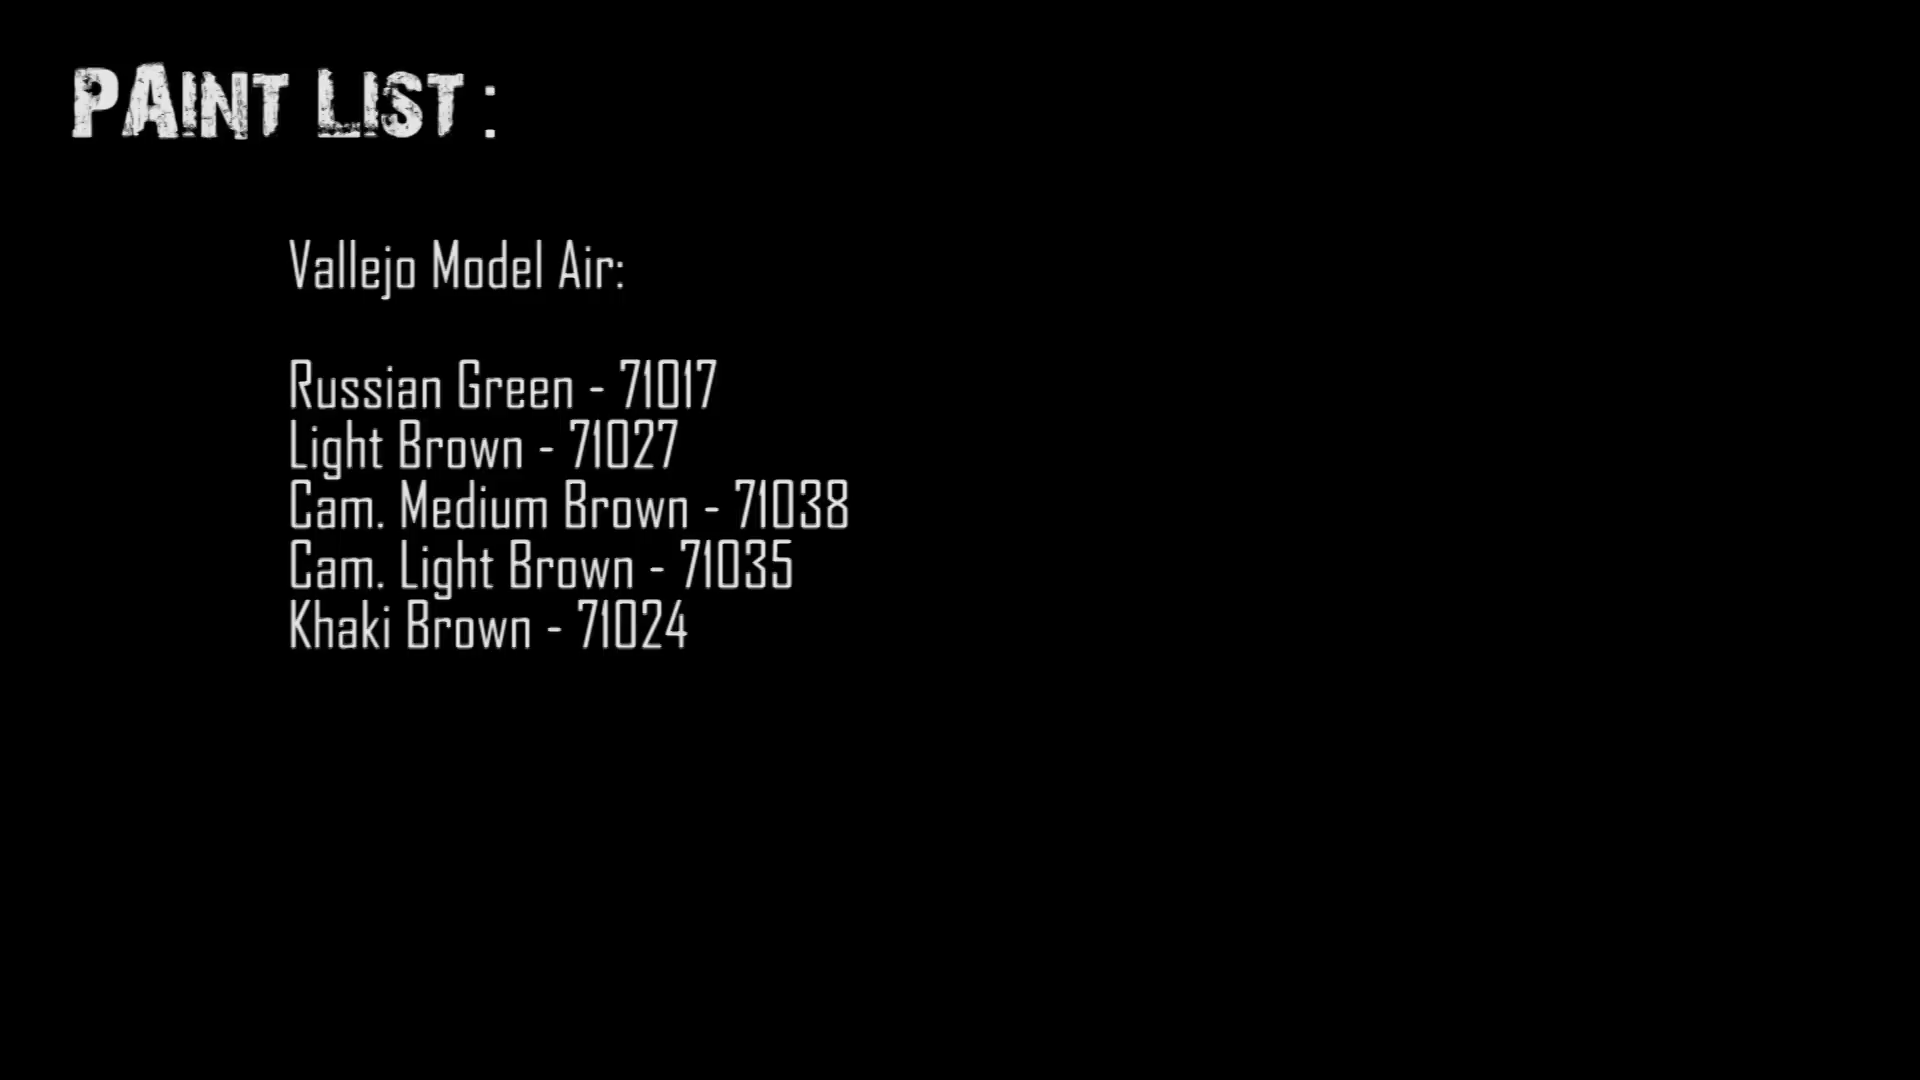 PAINT LIST :
Vallejo Model Air:
Russian Green - 71017
Light Brown - 71027
Cam. Medium Brown - 71038
Cam. Light Brown - 71035
Khaki Brown - 71024